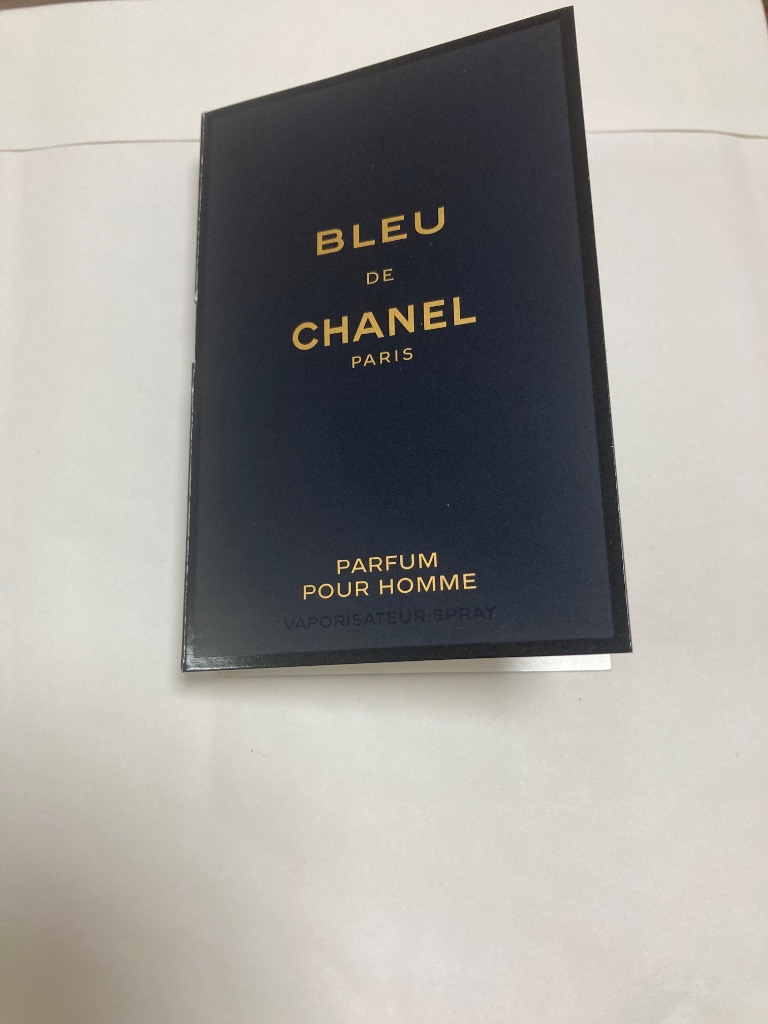 BLEU
DE
CHANEL
PARIS
PARFUM
POUR HOMME
VAPORISATEUR SPRAY